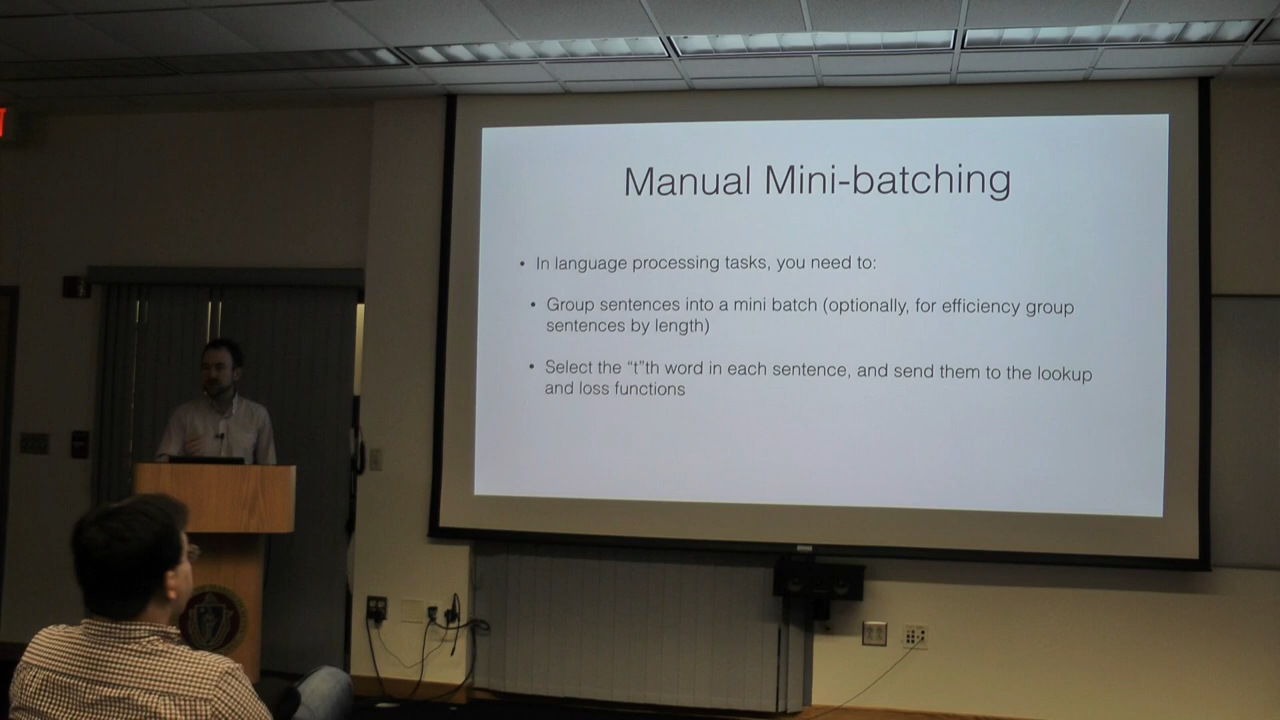 Manual Mini-batching
• In language processing tasks, you need to:
• Group sentences into a mini batch (optionally, for efficiency group
sentences by length)
• Select the “t”th word in each sentence, and send them to the lookup
and loss functions